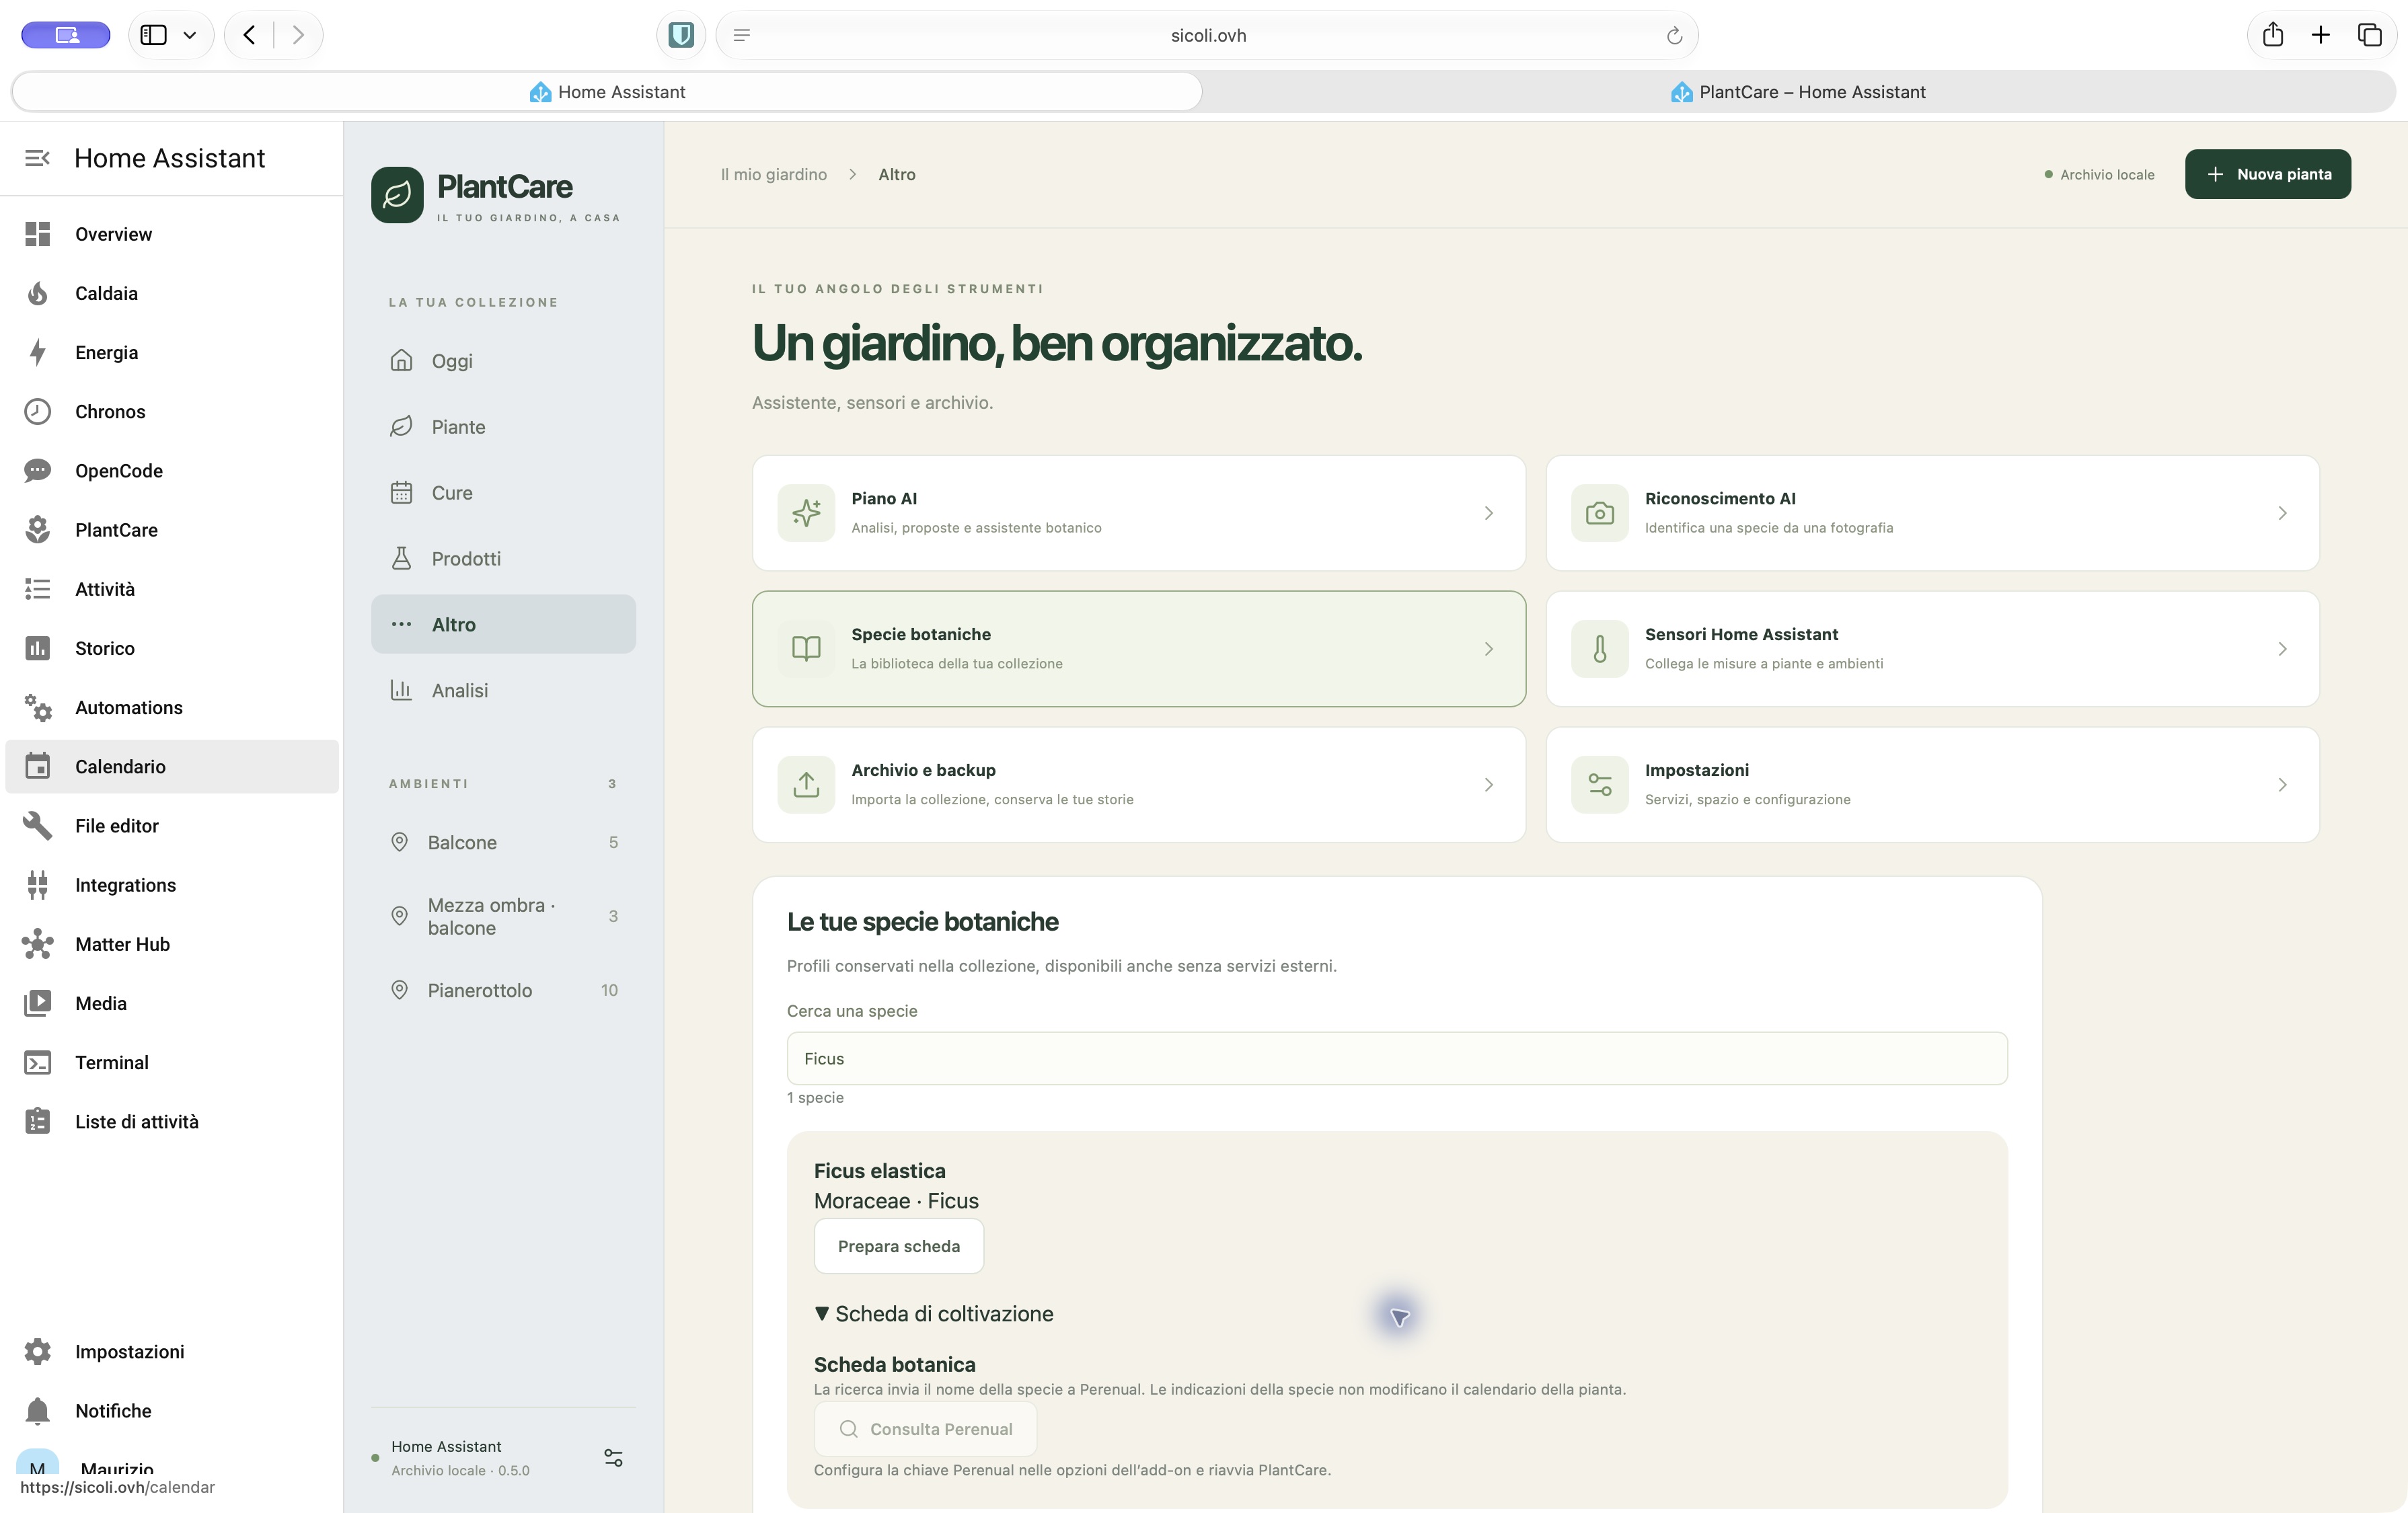 sicoli.ovh
Home Assistant
PlantCare – Home Assistant
Home Assistant
Overview
Caldaia
Energia
Chronos
OpenCode
PlantCare
Attività
Storico
Automations
Calendario
File editor
Integrations
Matter Hub
Media
Terminal
Liste di attività
Impostazioni
Notifiche
M
Maurizio
https://sicoli.ovh/calendar
PlantCare
IL TUO GIARDINO, A CASA
LA TUA COLLEZIONE
Oggi
Piante
Cure
Prodotti
Altro
Analisi
AMBIENTI 3
Balcone 5
Mezza ombra ·
balcone 3
Pianerottolo 10
Home Assistant
Archivio locale · 0.5.0
Il mio giardino > Altro
Archivio locale
Nuova pianta
IL TUO ANGOLO DEGLI STRUMENTI
Un giardino, ben organizzato.
Assistente, sensori e archivio.
Piano AI
Analisi, proposte e assistente botanico
Riconoscimento AI
Identifica una specie da una fotografia
Specie botaniche
La biblioteca della tua collezione
Sensori Home Assistant
Collega le misure a piante e ambienti
Archivio e backup
Importa la collezione, conserva le tue storie
Impostazioni
Servizi, spazio e configurazione
Le tue specie botaniche
Profili conservati nella collezione, disponibili anche senza servizi esterni.
Cerca una specie
Ficus
1 specie
Ficus elastica
Moraceae · Ficus
Prepara scheda
▼ Scheda di coltivazione
Scheda botanica
La ricerca invia il nome della specie a Perenual. Le indicazioni della specie non modificano il calendario della pianta.
Consulta Perenual
Configura la chiave Perenual nelle opzioni dell’add-on e riavvia PlantCare.